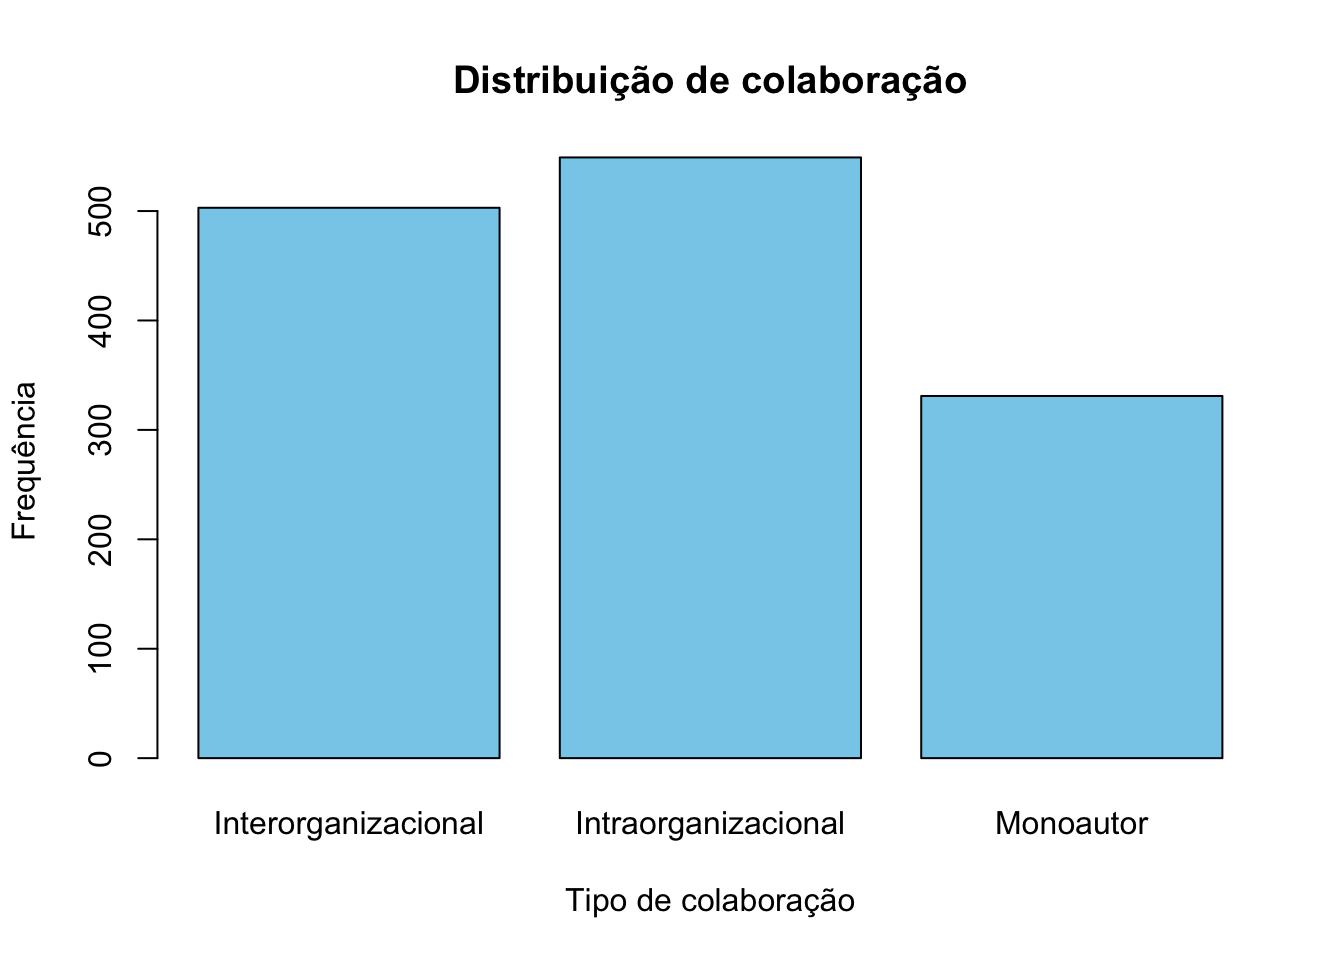 Distribuição de colaboração
Frequência
500
400
300
200
100
0
Interorganizacional
Intraorganizacional
Monoautor
Tipo de colaboração